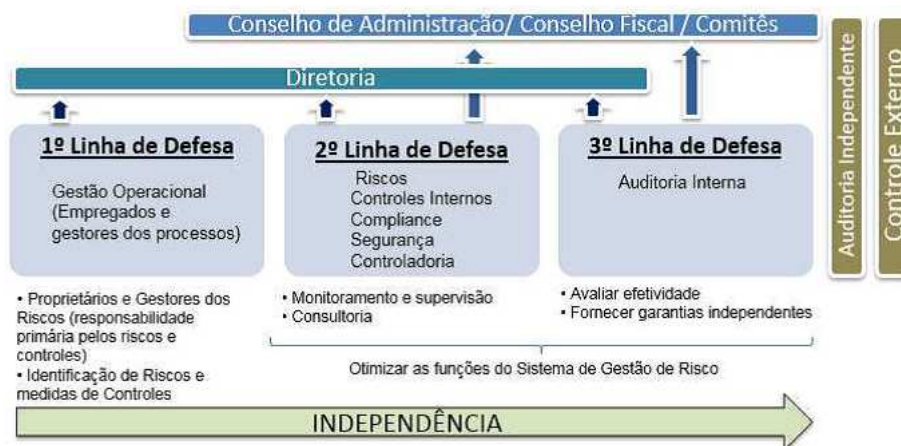 Conselho de Administração/ Conselho Fiscal / Comitês
Diretoria
1º Linha de Defesa
Gestão Operacional
(Empregados e
gestores dos processos)
2º Linha de Defesa
Riscos
Controles Internos
Compliance
Segurança
Controladoria
3º Linha de Defesa
Auditoria Interna
Auditoria Independente
Controle Externo
• Proprietários e Gestores dos
Riscos (responsabilidade
primária pelos riscos e
controles)
• Identificação de Riscos e
medidas de Controles
• Monitoramento e supervisão
• Consultoria
• Avaliar efetividade
• Fornecer garantias independentes
Otimizar as funções do Sistema de Gestão de Risco
INDEPENDÊNCIA